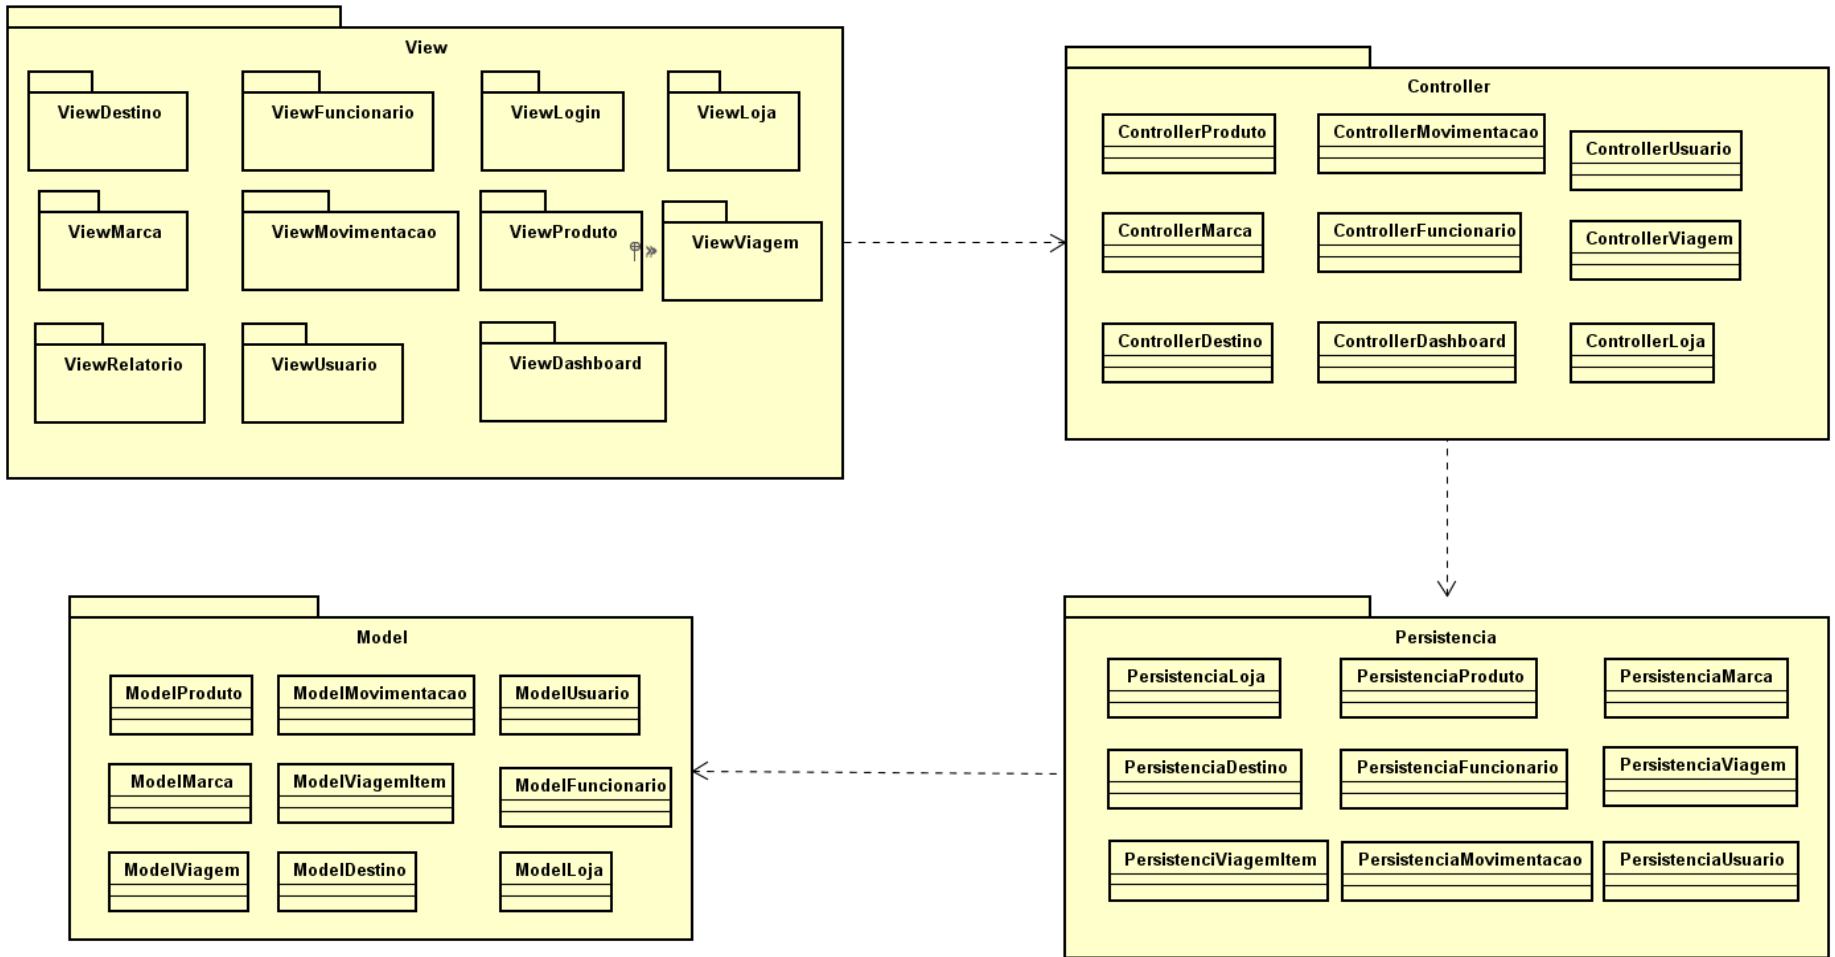 View
ViewDestino
ViewFuncionario
ViewLogin
ViewLoja
ViewMarca
ViewMovimentacao
ViewProduto
ViewViagem
ViewRelatorio
ViewUsuario
ViewDashboard
Controller
ControllerProduto
ControllerMovimentacao
ControllerUsuario
ControllerMarca
ControllerFuncionario
ControllerViagem
ControllerDestino
ControllerDashboard
ControllerLoja
Model
ModelProduto
ModelMovimentacao
ModelUsuario
ModelMarca
ModelViagemItem
ModelFuncionario
ModelViagem
ModelDestino
ModelLoja
Persistencia
PersistenciaLoja
PersistenciaProduto
PersistenciaMarca
PersistenciaDestino
PersistenciaFuncionario
PersistenciaViagem
PersistenciViagemItem
PersistenciaMovimentacao
PersistenciaUsuario